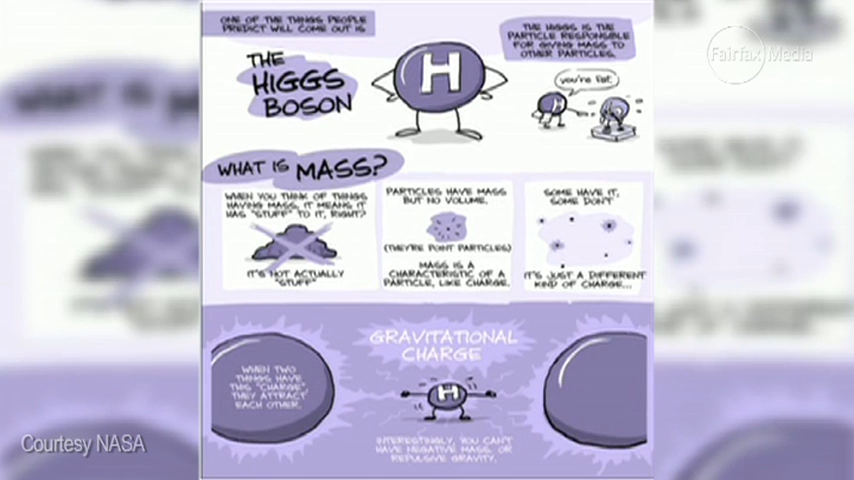 ONE OF THE THINGS PEOPLE
PREDICT WILL COME OUT IS
THE
HIGGS
BOSON
H
THE HIGGS IS THE
PARTICLE RESPONSIBLE
FOR GIVING MASS TO
OTHER PARTICLES.
you're fat.
H
Fairfax Media
WHAT IS MASS?
WHEN YOU THINK OF THINGS
HAVING MASS, IT MEANS IT
HAS "STUFF" TO IT, RIGHT?
IT'S NOT ACTUALLY
"STUFF"
PARTICLES HAVE MASS
BUT NO VOLUME.
(THEY'RE POINT PARTICLES)
MASS IS A
CHARACTERISTIC OF A
PARTICLE, LIKE CHARGE.
SOME HAVE IT,
SOME DON'T
IT'S JUST A DIFFERENT
KIND OF CHARGE...
GRAVITATIONAL
CHARGE
WHEN TWO
THINGS HAVE
THIS "CHARGE",
THEY ATTRACT
EACH OTHER.
H
INTERESTINGLY, YOU CAN'T
HAVE NEGATIVE MASS, OR
REPULSIVE GRAVITY.
Courtesy NASA